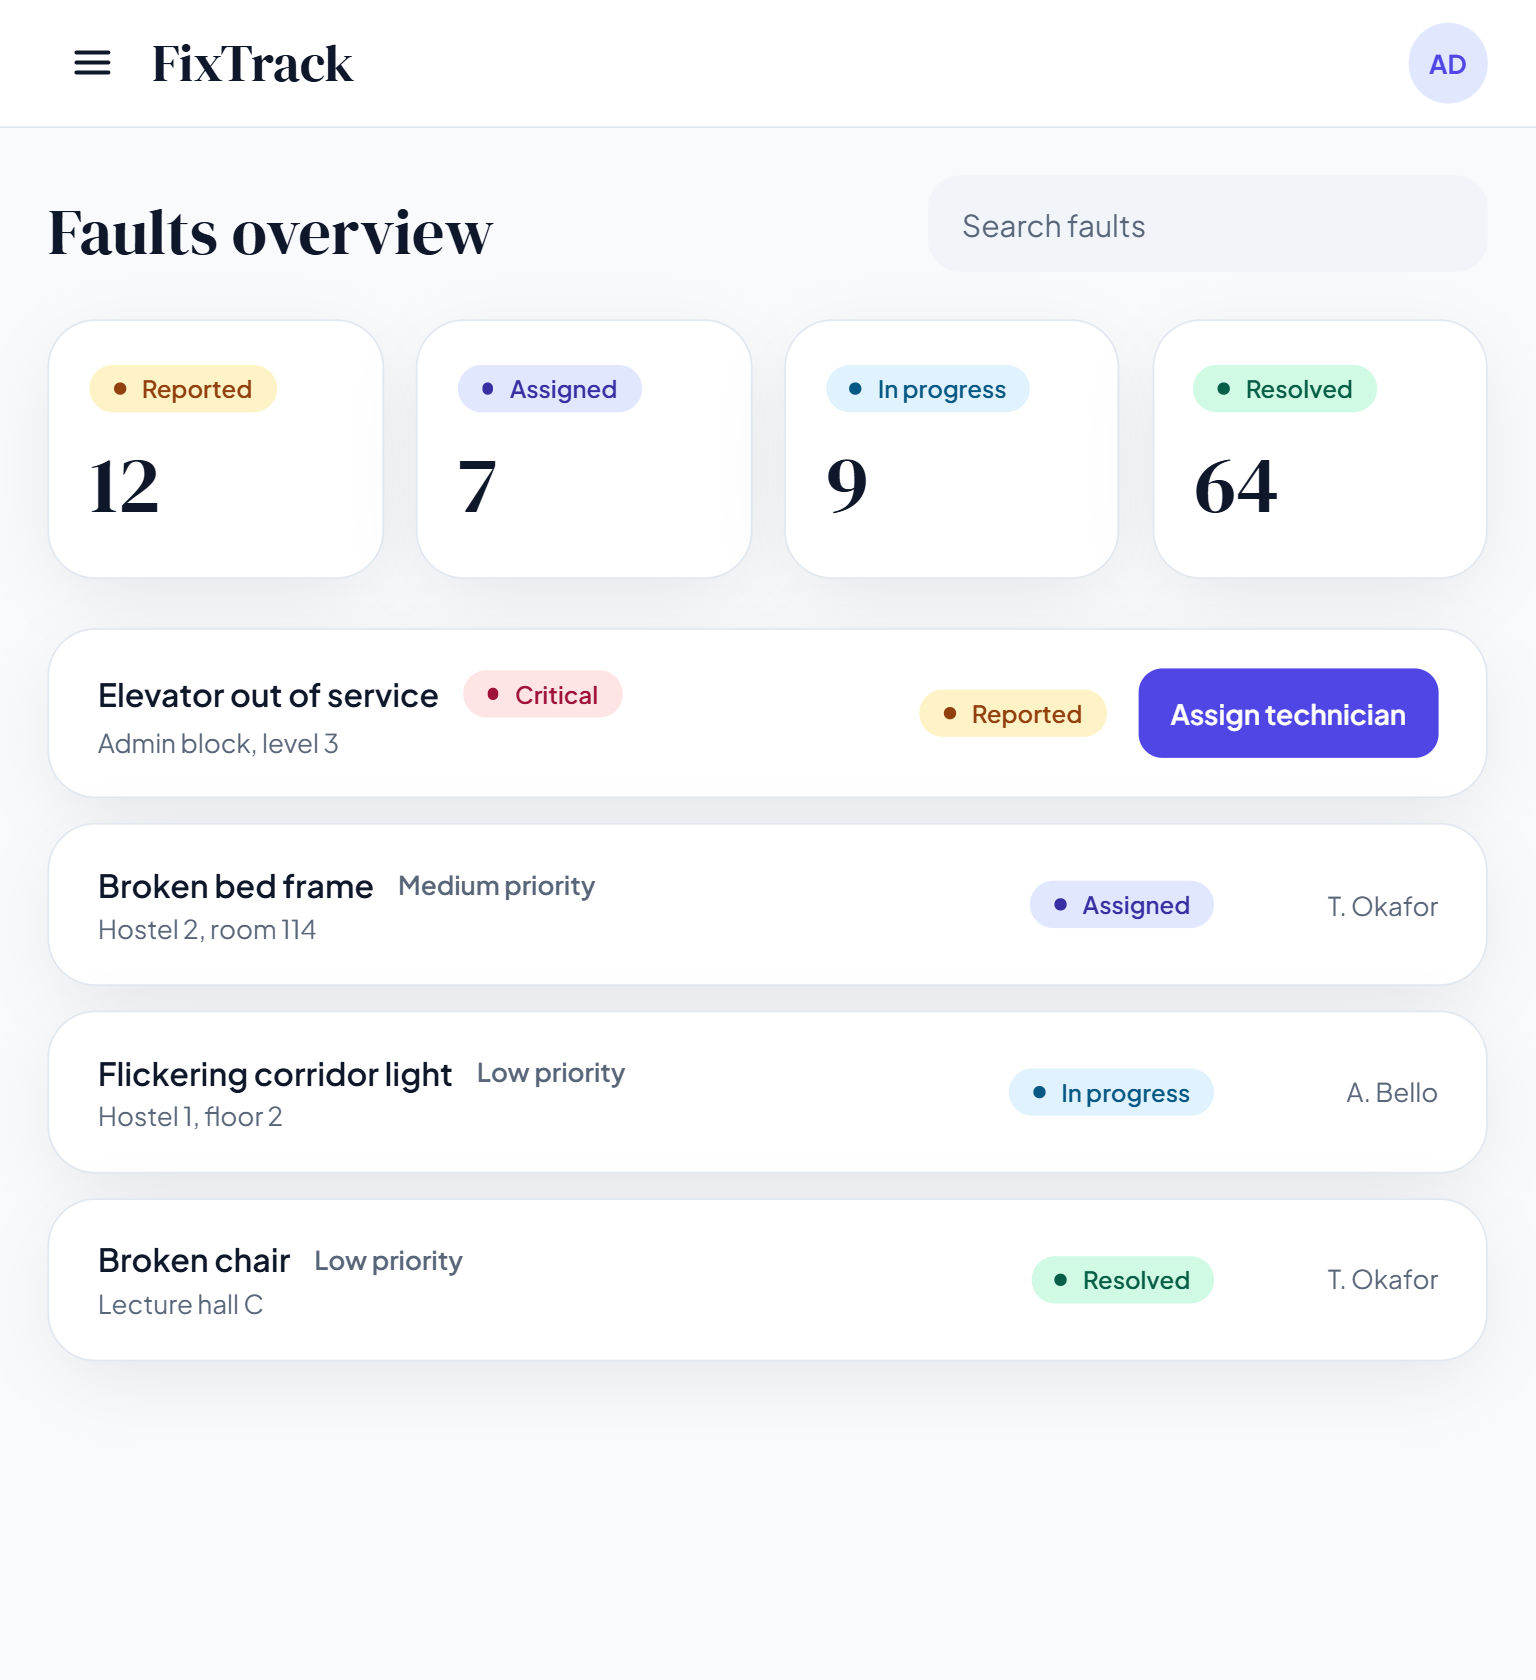 FixTrack
AD
Faults overview
Search faults
Reported
Assigned
In progress
Resolved
12
7
9
64
Elevator out of service
Critical
Admin block, level 3
Reported
Assign technician
Broken bed frame
Medium priority
Hostel 2, room 114
Assigned
T. Okafor
Flickering corridor light
Low priority
Hostel 1, floor 2
In progress
A. Bello
Broken chair
Low priority
Lecture hall C
Resolved
T. Okafor